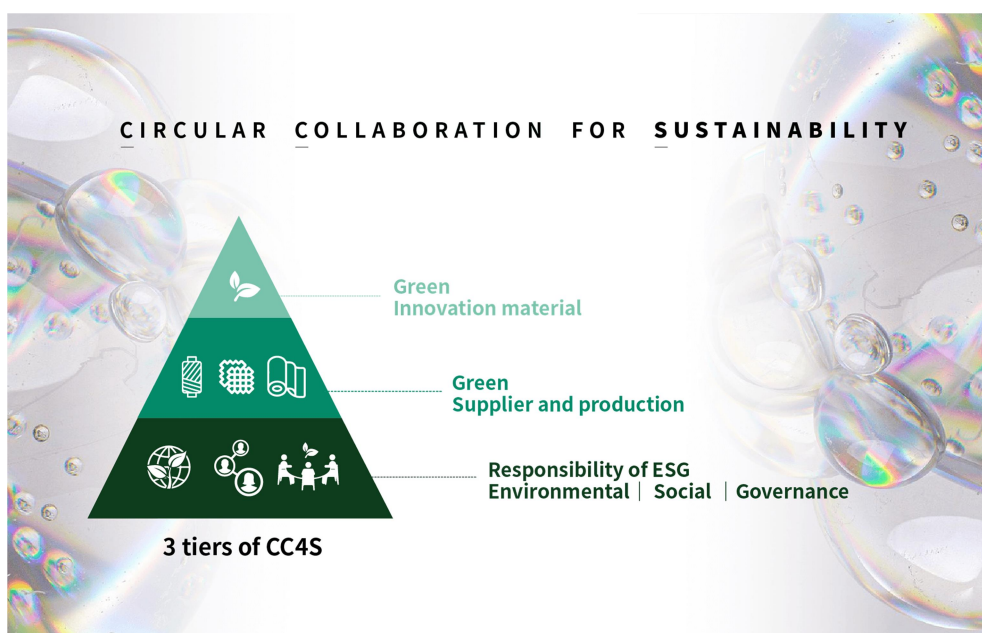 CIRCULAR COLLABORATION FOR SUSTAINABILITY
Green
Innovation material
Green
Supplier and production
Responsibility of ESG
Environmental | Social | Governance
3 tiers of CC4S